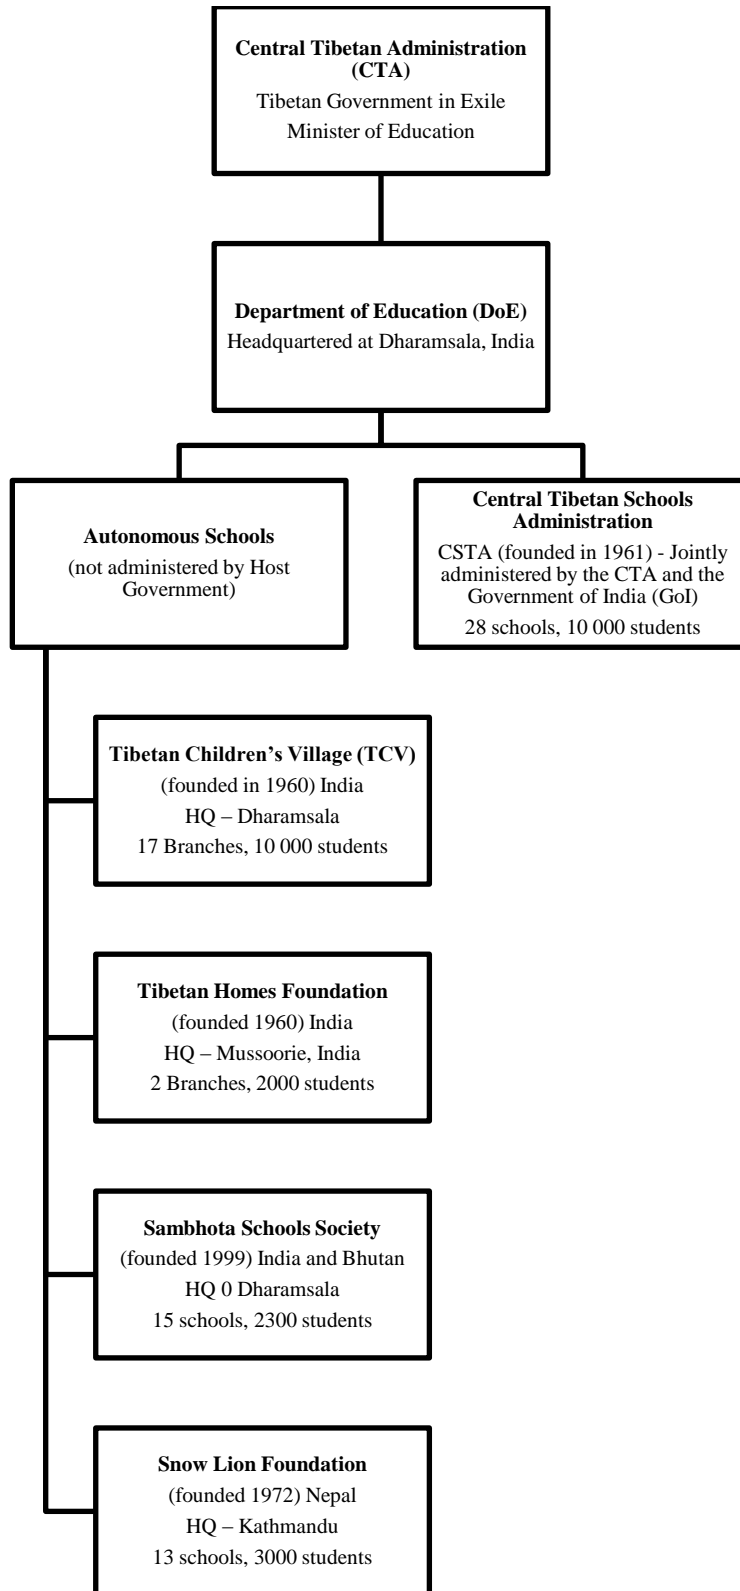 Central Tibetan Administration
(CTA)
Tibetan Government in Exile
Minister of Education
Department of Education (DoE)
Headquartered at Dharamsala, India
Autonomous Schools
(not administered by Host
Government)
Central Tibetan Schools
Administration
CSTA (founded in 1961) - Jointly
administered by the CTA and the
Government of India (GoI)
28 schools, 10 000 students
Tibetan Children’s Village (TCV)
(founded in 1960) India
HQ – Dharamsala
17 Branches, 10 000 students
Tibetan Homes Foundation
(founded 1960) India
HQ – Mussoorie, India
2 Branches, 2000 students
Sambhota Schools Society
(founded 1999) India and Bhutan
HQ 0 Dharamsala
15 schools, 2300 students
Snow Lion Foundation
(founded 1972) Nepal
HQ – Kathmandu
13 schools, 3000 students